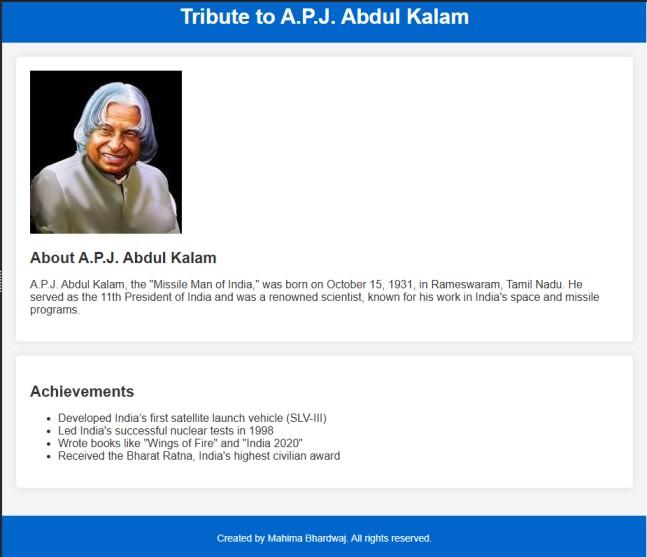 Tribute to A.P.J. Abdul Kalam
About A.P.J. Abdul Kalam
A.P.J. Abdul Kalam, the "Missile Man of India," was born on October 15, 1931, in Rameswaram, Tamil Nadu. He
served as the 11th President of India and was a renowned scientist, known for his work in India's space and missile
programs.
Achievements
• Developed India's first satellite launch vehicle (SLV-III)
• Led India's successful nuclear tests in 1998
• Wrote books like "Wings of Fire" and "India 2020"
• Received the Bharat Ratna, India's highest civilian award
Created by Mahima Bhardwaj. All rights reserved.